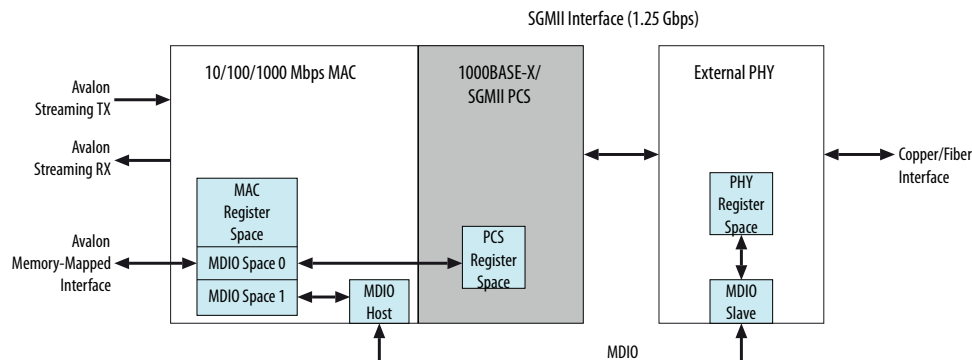 SGMII Interface (1.25 Gbps)
10/100/1000 Mbps MAC
1000BASE-X/
SGMII PCS
External PHY
Avalon
Streaming TX
Avalon
Streaming RX
Copper/Fiber
Interface
MAC
Register
Space
PHY
Register
Space
Avalon
Memory-Mapped
Interface
MDIO Space 0
PCS
Register
Space
MDIO Space 1
MDIO
Host
MDIO
Slave
MDIO